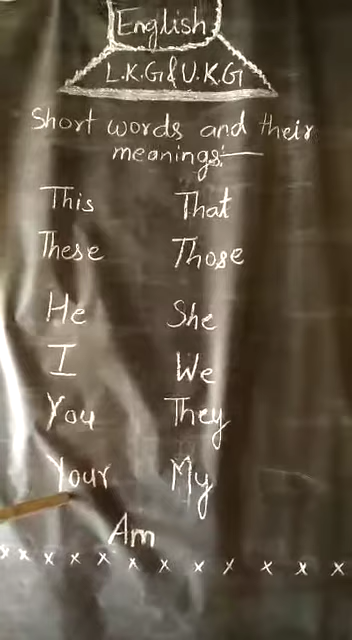 English
L.K.G & U.K.G
Short words and their
meanings:—
This That
These Those
He She
I We
You They
Your My
Am
x x x x x x x x x x x x x